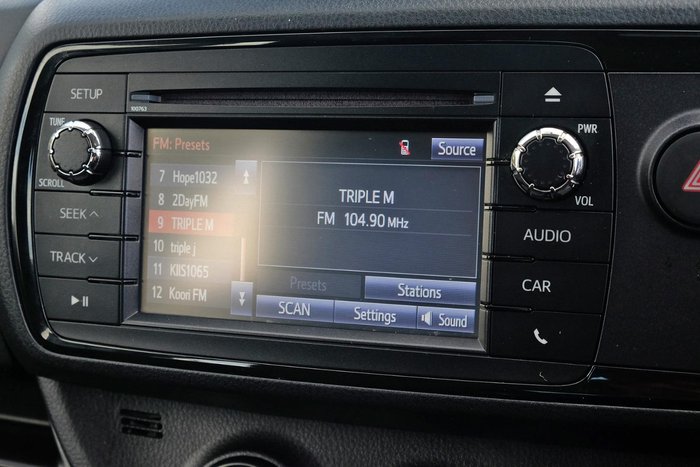 SETUP
100763
TUNE
SCROLL
SEEK
TRACK
FM: Presets
Source
7 Hope1032
8 2DayFM
9 TRIPLE M
10 triple j
11 KIIS1065
12 Koori FM
TRIPLE M
FM 104.90 MHz
Presets
Stations
SCAN
Settings
Sound
PWR
VOL
AUDIO
CAR